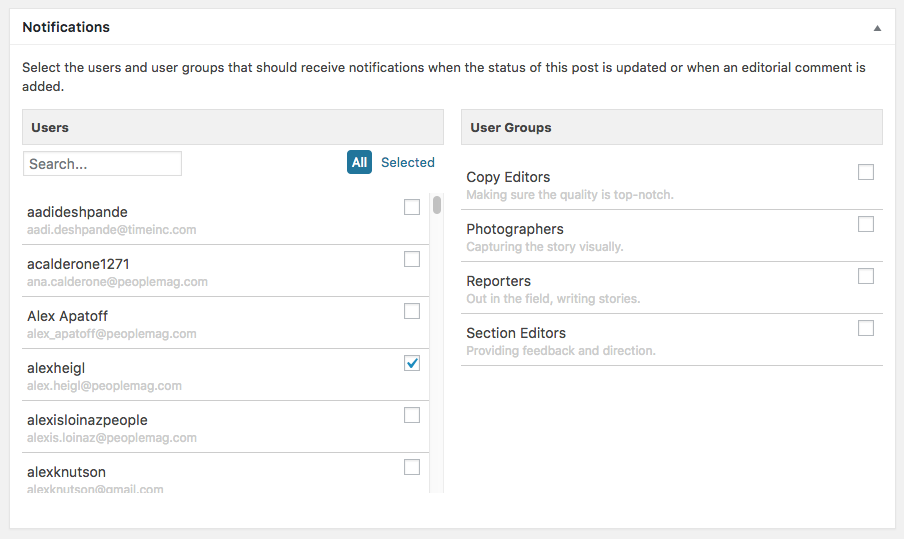 Notifications
Select the users and user groups that should receive notifications when the status of this post is updated or when an editorial comment is
added.
Users
Search...
All Selected
aadideshpande
aadi.deshpande@timeinc.com
acalderone1271
ana.calderone@peoplemag.com
Alex Apatoff
alex_apatoff@peoplemag.com
alexheigl
alex.heigl@peoplemag.com
alexisloinazpeople
alexis.loinaz@peoplemag.com
alexknutson
alexknutson@gmail.com
User Groups
Copy Editors
Making sure the quality is top-notch.
Photographers
Capturing the story visually.
Reporters
Out in the field, writing stories.
Section Editors
Providing feedback and direction.